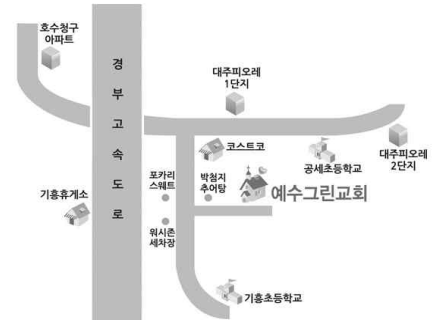 호수청구
아파트
경부고속도로
대주피오레
1단지
코스트코
공세초등학교
대주피오레
2단지
포카리
스웨트
박첨지
추어탕
예수그린교회
기흥휴게소
워시존
세차장
기흥초등학교